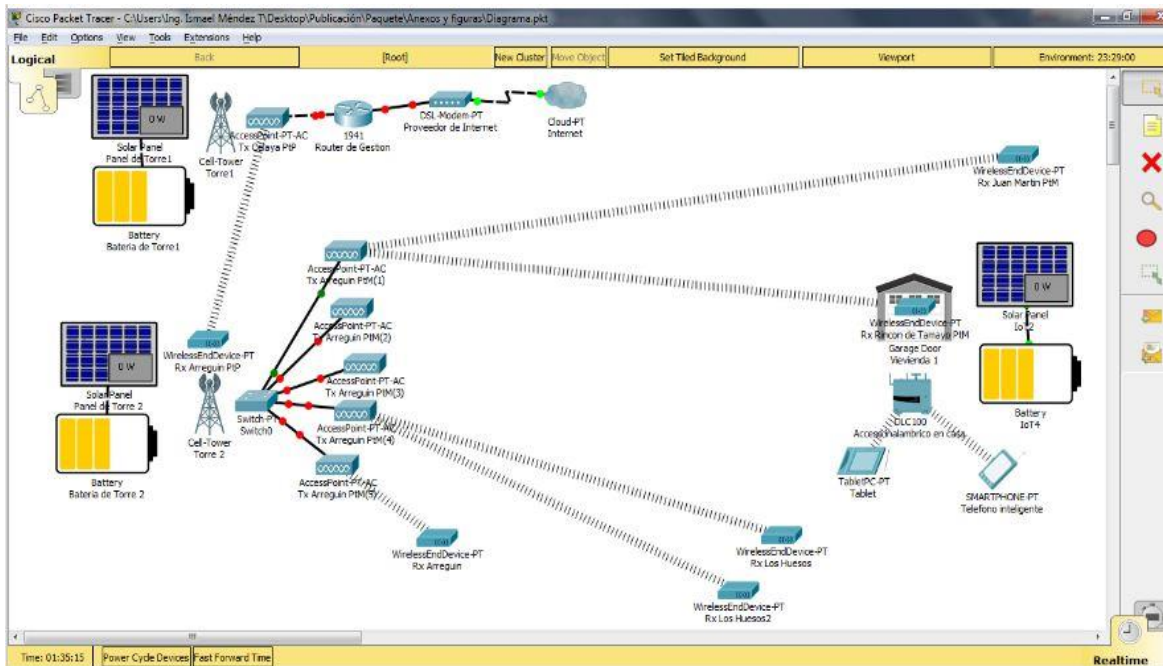 Cisco Packet Tracer - C:\Users\Ing. Ismael Méndez T\Desktop\Publicación\Paquete\Anexos y figuras\Diagrama.pkt
File Edit Options View Tools Extensions Help
Logical
Back
[Root]
New Cluster
Move Object
Set Tiled Background
Viewport
Environment: 23:29:00
0 W
Solar Panel
Panel de Torre1
Battery
Bateria de Torre1
Cell-Tower
Torre1
AccessPoint-PT-AC
Tx Celaya PtP
1941
Router de Gestion
DSL-Modem-PT
Proveedor de Internet
Cloud-PT
Internet
WirelessEndDevice-PT
Rx Juan Martin PtM
AccessPoint-PT-AC
Tx Arreguin PtM(1)
AccessPoint-PT-AC
Tx Arreguin PtM(2)
AccessPoint-PT-AC
Tx Arreguin PtM(3)
AccessPoint-PT-AC
Tx Arreguin PtM(4)
AccessPoint-PT-AC
Tx Arreguin PtM(5)
WirelessEndDevice-PT
Rx Arreguin PtP
0 W
Solar Panel
Panel de Torre 2
Battery
Bateria de Torre 2
Cell-Tower
Torre 2
Switch-PT
Switch0
WirelessEndDevice-PT
Rx Rincon de Tamayo PtM
Garage Door
Vievienda 1
0 W
Solar Panel
IoT2
Battery
IoT4
DLC100
Accesoinalambrico en casa
TabletPC-PT
Tablet
SMARTPHONE-PT
Telefono inteligente
WirelessEndDevice-PT
Rx Arreguin
WirelessEndDevice-PT
Rx Los Huesos
WirelessEndDevice-PT
Rx Los Huesos2
Time: 01:35:15
Power Cycle Devices
Fast Forward Time
Realtime